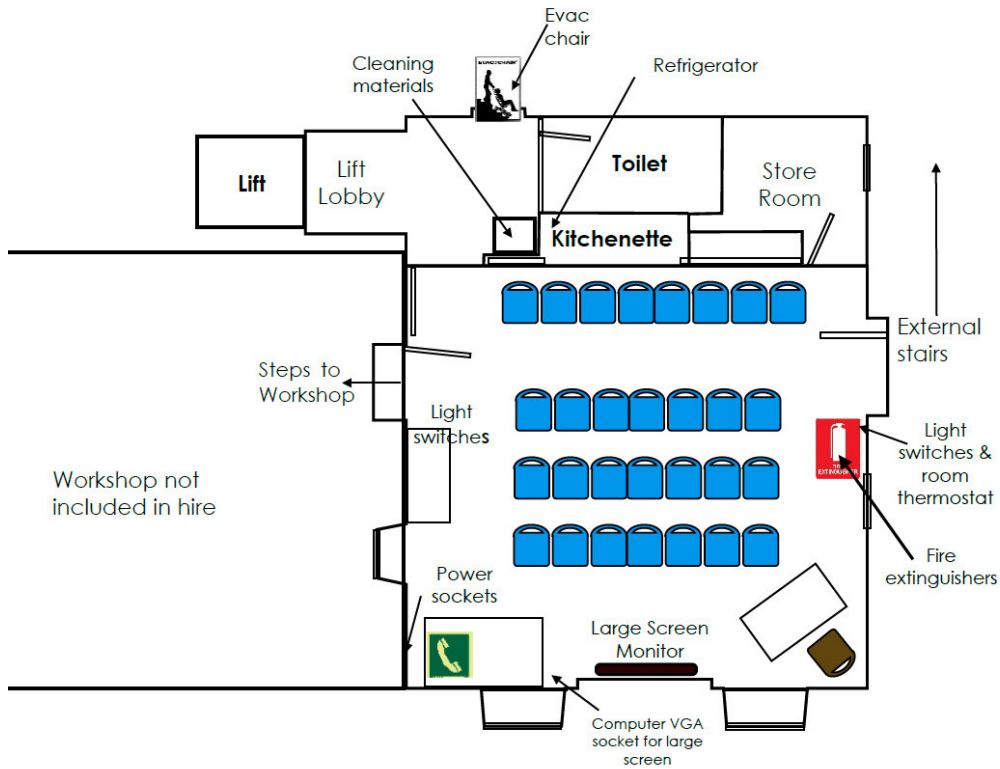 Evac
chair
Cleaning
materials
Refrigerator
Lift
Lift
Lobby
Toilet
Store
Room
Kitchenette
External
stairs
Steps to
Workshop
Light
switches
Light
switches &
room
thermostat
Workshop not
included in hire
EXTINGUISHER
Fire
extinguishers
Power
sockets
Large Screen
Monitor
Computer VGA
socket for large
screen